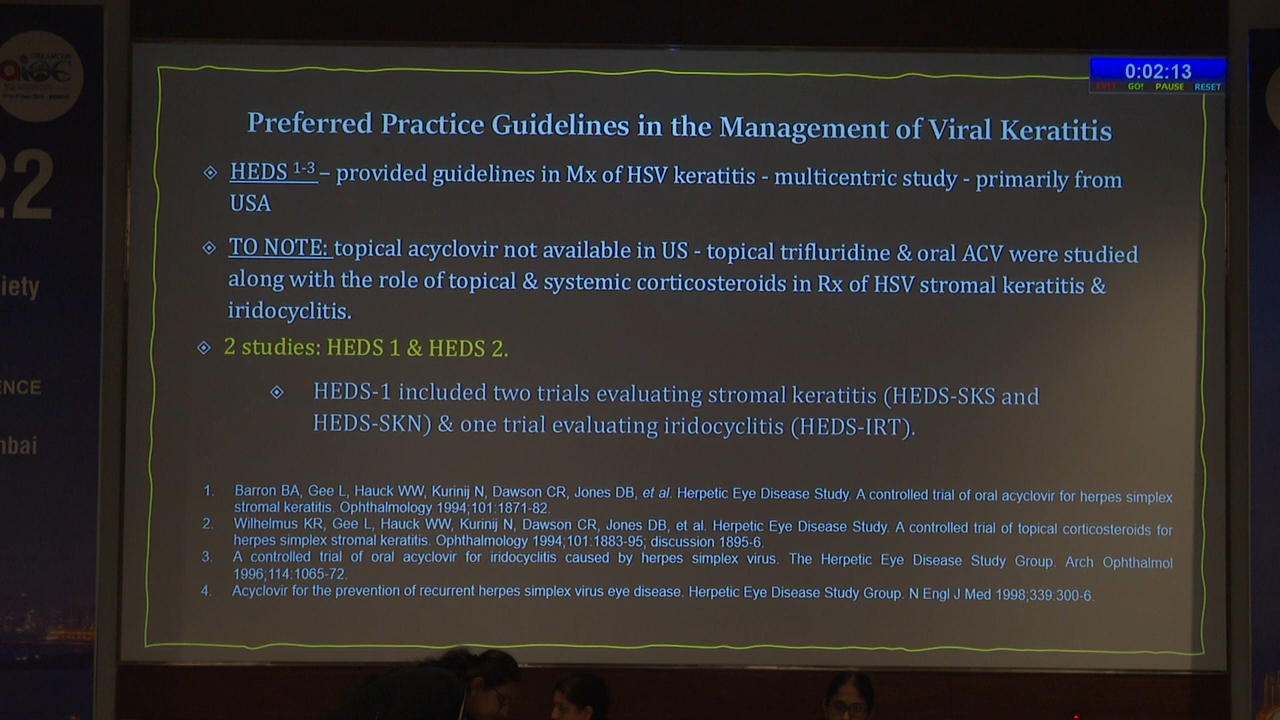 0:02:13
EXIT GO! PAUSE RESET
22
iety
ENCE
nbai
Preferred Practice Guidelines in the Management of Viral Keratitis
HEDS 1-3 – provided guidelines in Mx of HSV keratitis - multicentric study - primarily from
USA
TO NOTE: topical acyclovir not available in US - topical trifluridine & oral ACV were studied
along with the role of topical & systemic corticosteroids in Rx of HSV stromal keratitis &
iridocyclitis.
2 studies: HEDS 1 & HEDS 2.
HEDS-1 included two trials evaluating stromal keratitis (HEDS-SKS and
HEDS-SKN) & one trial evaluating iridocyclitis (HEDS-IRT).
1. Barron BA, Gee L, Hauck WW, Kurinij N, Dawson CR, Jones DB, et al. Herpetic Eye Disease Study. A controlled trial of oral acyclovir for herpes simplex
stromal keratitis. Ophthalmology 1994;101:1871-82.
2. Wilhelmus KR, Gee L, Hauck WW, Kurinij N, Dawson CR, Jones DB, et al. Herpetic Eye Disease Study. A controlled trial of topical corticosteroids for
herpes simplex stromal keratitis. Ophthalmology 1994;101:1883-95; discussion 1895-6.
3. A controlled trial of oral acyclovir for iridocyclitis caused by herpes simplex virus. The Herpetic Eye Disease Study Group. Arch Ophthalmol
1996;114:1065-72.
4. Acyclovir for the prevention of recurrent herpes simplex virus eye disease. Herpetic Eye Disease Study Group. N Engl J Med 1998;339:300-6.